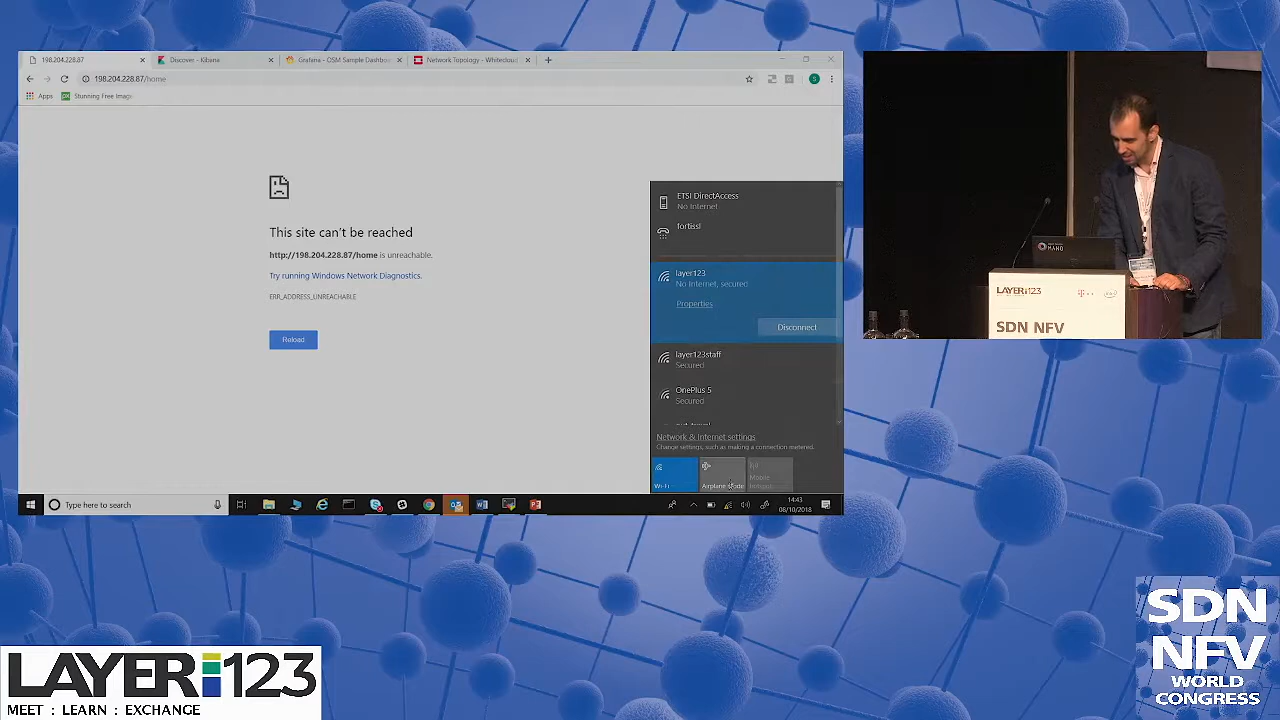 198.204.228.87
Discover - Kibana
Grafana - OSM Sample Dashbo
Network Topology - Whitecloud
198.204.228.87/home
Apps
Stunning Free Imag
This site can't be reached
http://198.204.228.87/home is unreachable.
Try running Windows Network Diagnostics.
ERR_ADDRESS_UNREACHABLE
Reload
ETSI DirectAccess
No Internet
fortissl
layer123
No Internet, secured
Properties
Disconnect
layer123staff
Secured
OnePlus 5
Secured
Network & Internet settings
Change settings, such as making a connection metered.
Wi-Fi
Airplane mode
Mobile
Type here to search
14:43
08/10/2018
MANO
LAYER123
SDN NFV
LAYER123
MEET : LEARN : EXCHANGE
SDN
NFV
WORLD
CONGRESS